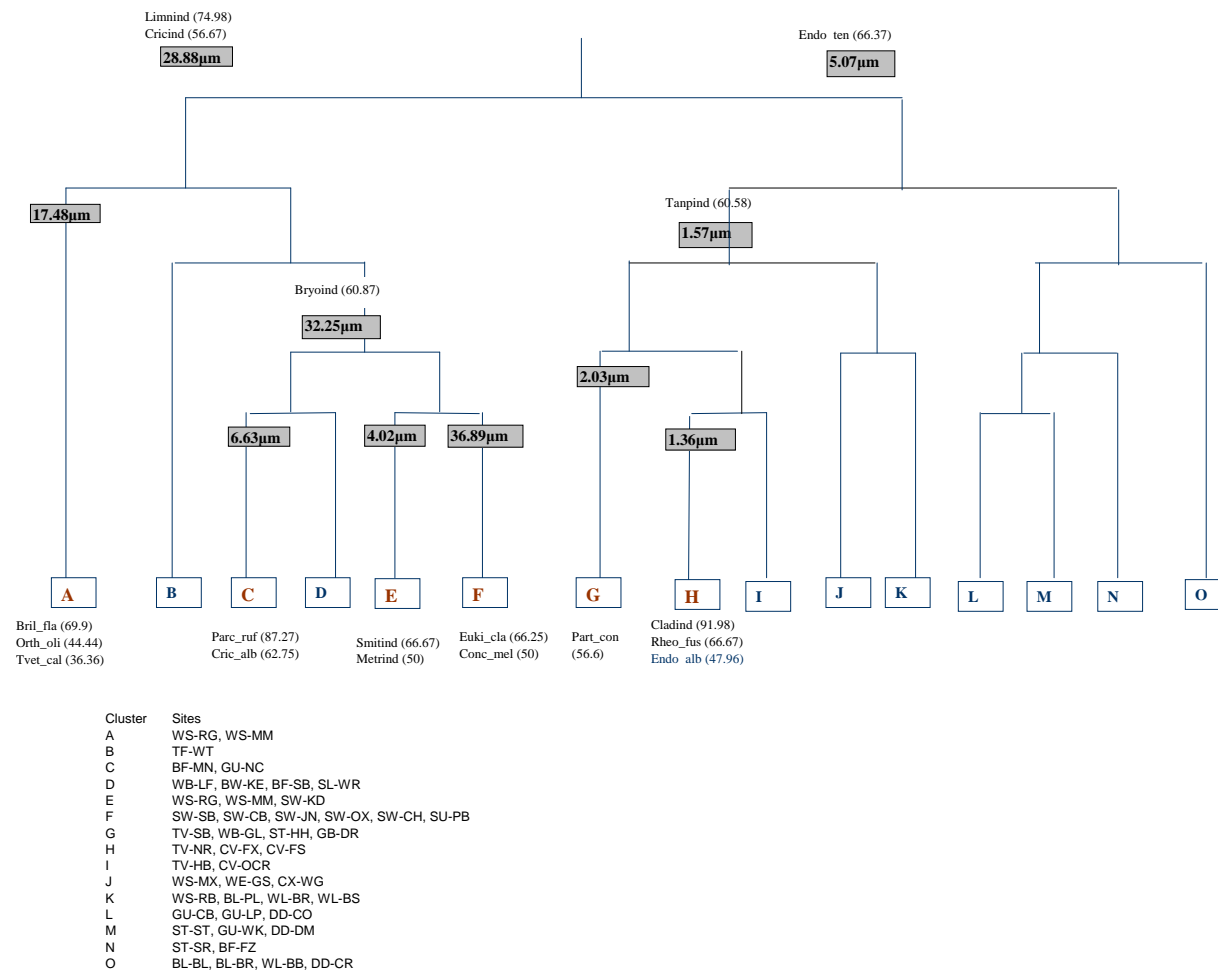 Limnind (74.98)
Cricind (56.67)
28.88µm
Endo_ten (66.37)
5.07µm
17.48µm
Tanpind (60.58)
1.57µm
Bryoind (60.87)
32.25µm
2.03µm
6.63µm
4.02µm
36.89µm
1.36µm
A
B
C
D
E
F
G
H
I
J
K
L
M
N
O
Bril_fla (69.9)
Orth_oli (44.44)
Tvet_cal (36.36)
Parc_ruf (87.27)
Cric_alb (62.75)
Smitind (66.67)
Metrind (50)
Euki_cla (66.25)
Conc_mel (50)
Part_con
(56.6)
Cladind (91.98)
Rheo_fus (66.67)
Endo_alb (47.96)
Cluster Sites
A WS-RG, WS-MM
B TF-WT
C BF-MN, GU-NC
D WB-LF, BW-KE, BF-SB, SL-WR
E WS-RG, WS-MM, SW-KD
F SW-SB, SW-CB, SW-JN, SW-OX, SW-CH, SU-PB
G TV-SB, WB-GL, ST-HH, GB-DR
H TV-NR, CV-FX, CV-FS
I TV-HB, CV-OCR
J WS-MX, WE-GS, CX-WG
K WS-RB, BL-PL, WL-BR, WL-BS
L GU-CB, GU-LP, DD-CO
M ST-ST, GU-WK, DD-DM
N ST-SR, BF-FZ
O BL-BL, BL-BR, WL-BB, DD-CR